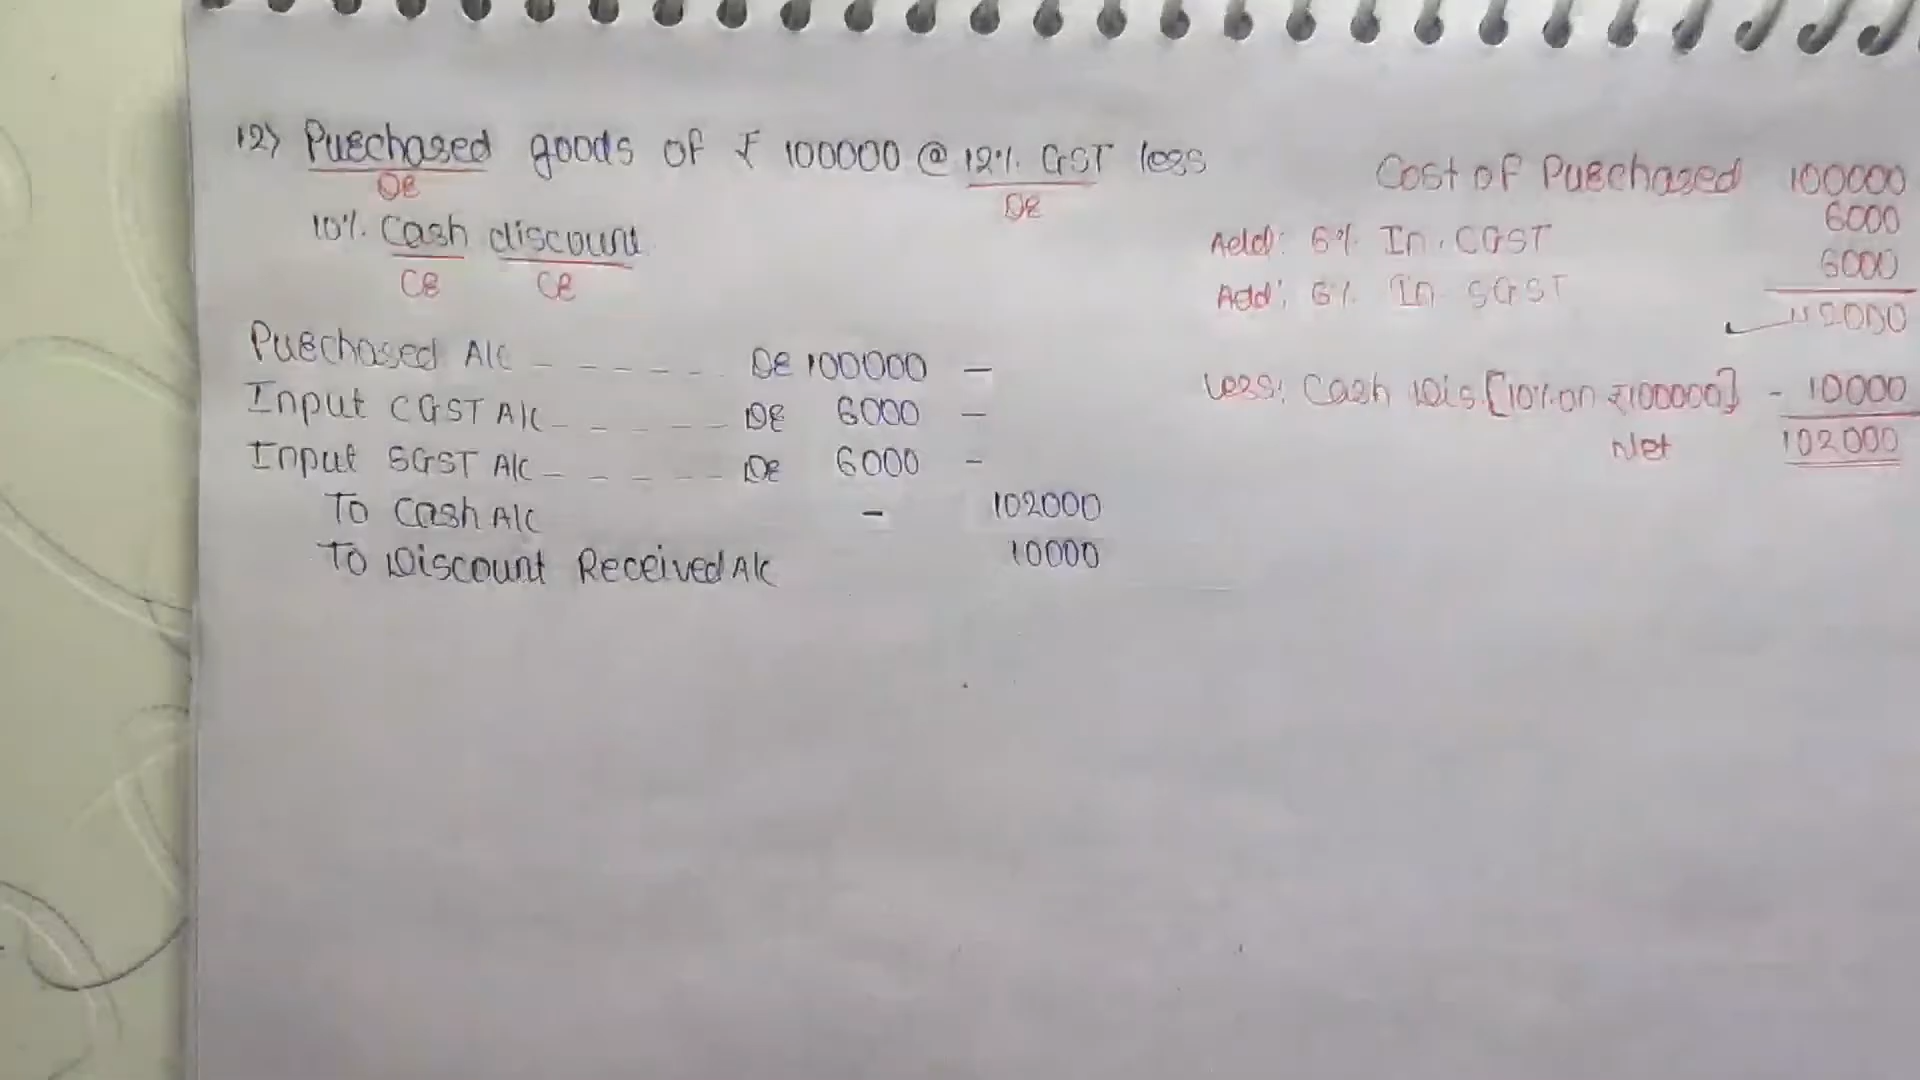 12) Purchased goods of ₹ 100000 @ 12% GST less
Dr
Dr
10% Cash discount
Cr
Cr
Purchased A/c ------ Dr 100000 -
Input CGST A/c ------ Dr 6000 -
Input SGST A/c ------ Dr 6000 -
To Cash A/c - 102000
To Discount Received A/c 10000
Cost of Purchased 100000
Add: 6% In. CGST 6000
Add: 6% In SGST 6000
112000
Less: Cash Dis. [10% on ₹100000] - 10000
Net 102000